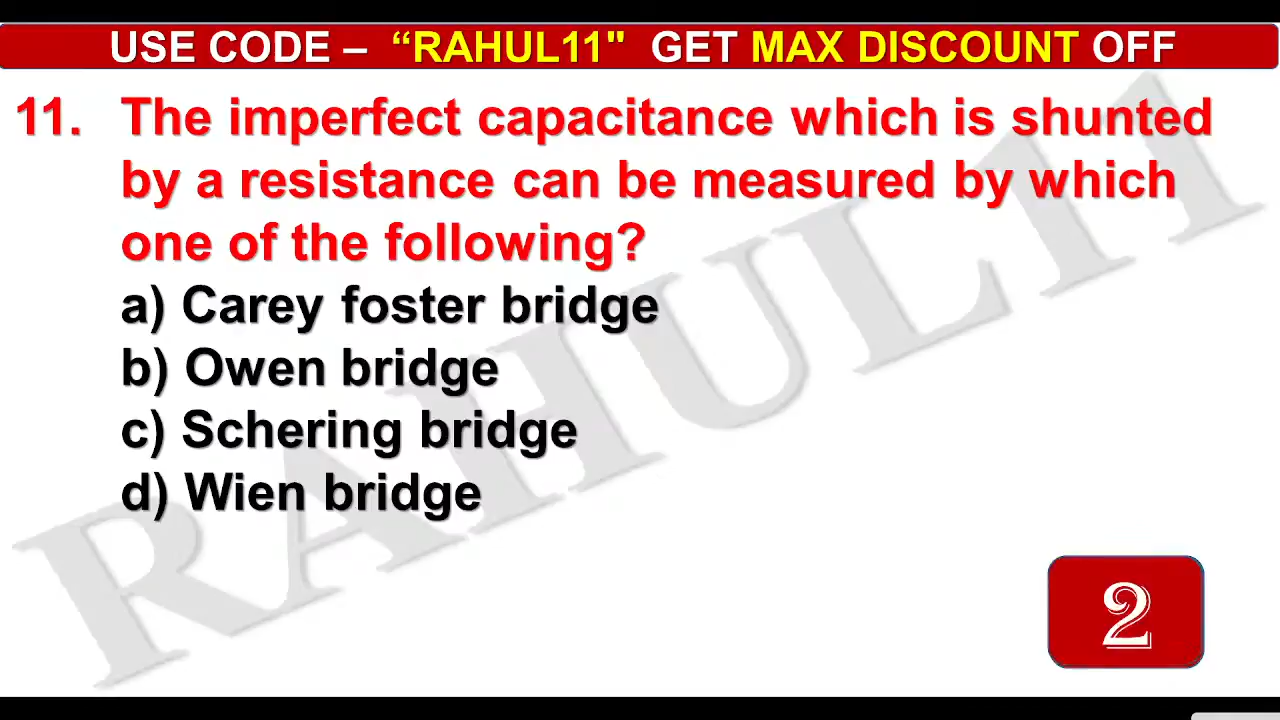 USE CODE – “RAHUL11" GET MAX DISCOUNT OFF
11. The imperfect capacitance which is shunted
by a resistance can be measured by which
one of the following?
a) Carey foster bridge
b) Owen bridge
c) Schering bridge
d) Wien bridge
RAHUL11
2